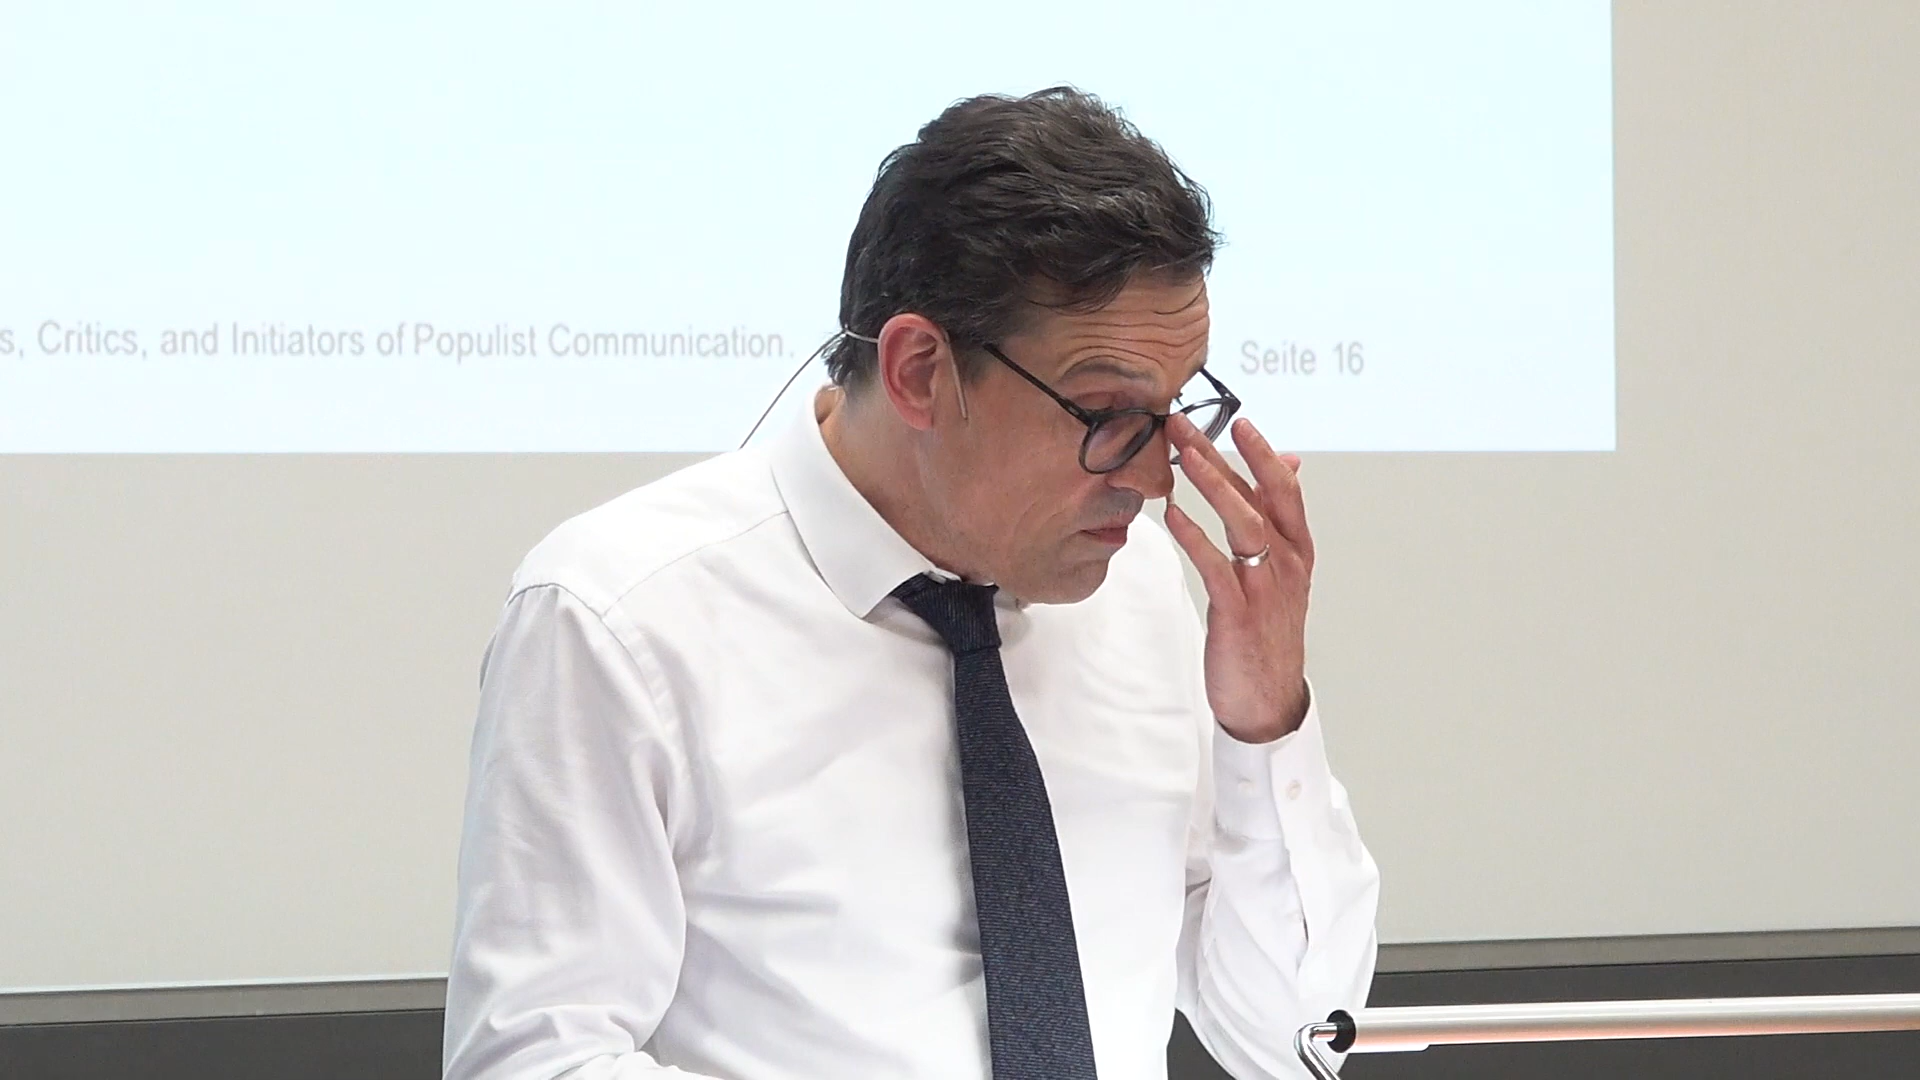 s, Critics, and Initiators of Populist Communication.
Seite 16